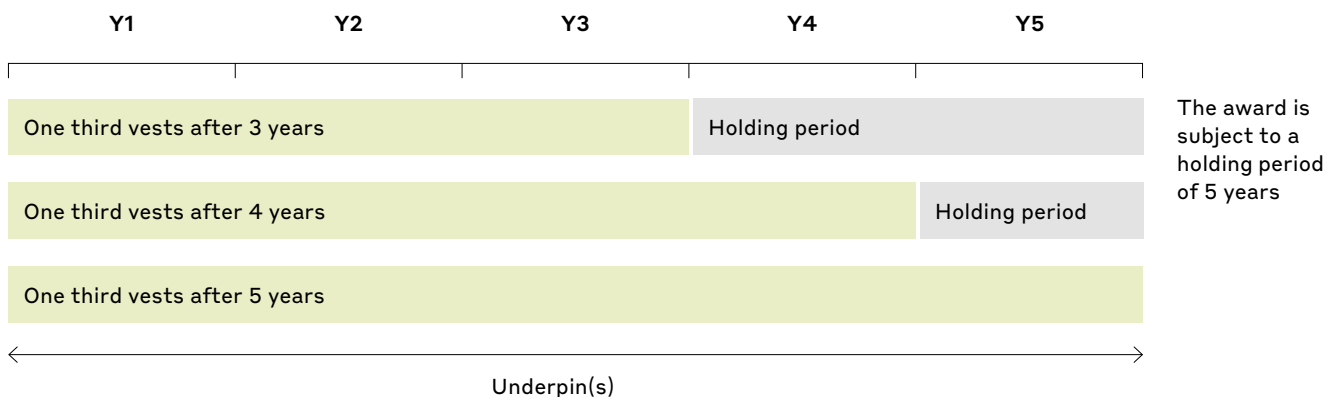 Y1 Y2 Y3 Y4 Y5
One third vests after 3 years
Holding period
The award is
subject to a
holding period
of 5 years
One third vests after 4 years
Holding period
One third vests after 5 years
Underpin(s)